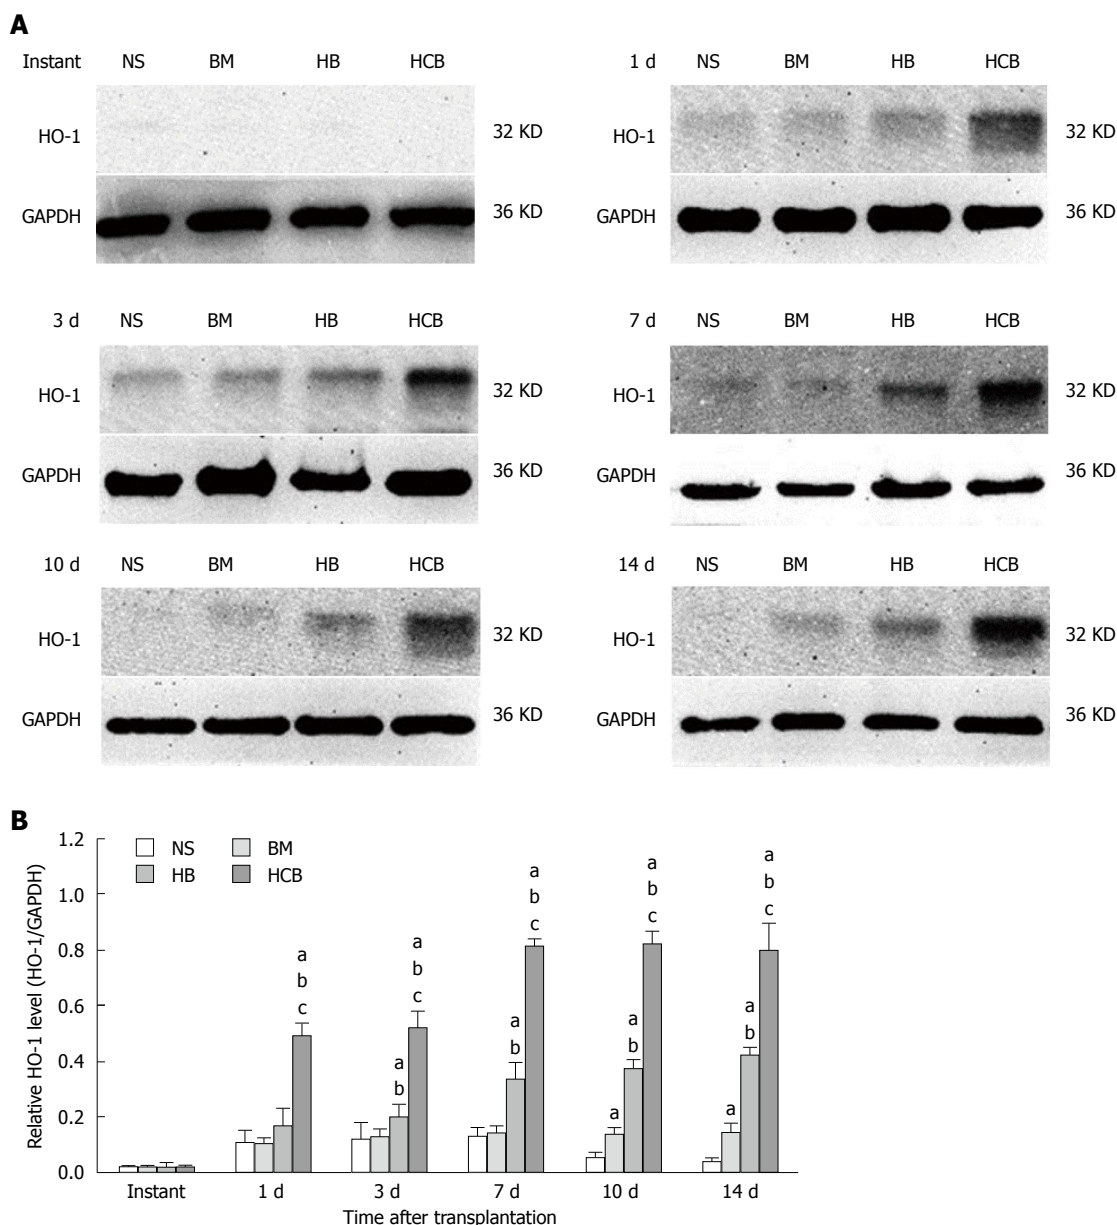 A
Instant NS BM HB HCB
HO-1 32 KD
GAPDH 36 KD
1 d NS BM HB HCB
HO-1 32 KD
GAPDH 36 KD
3 d NS BM HB HCB
HO-1 32 KD
GAPDH 36 KD
7 d NS BM HB HCB
HO-1 32 KD
GAPDH 36 KD
10 d NS BM HB HCB
HO-1 32 KD
GAPDH 36 KD
14 d NS BM HB HCB
HO-1 32 KD
GAPDH 36 KD
B
Relative HO-1 level (HO-1/GAPDH)
1.2
1.0
0.8
0.6
0.4
0.2
0.0
NS BM
HB HCB
a
b
c
a
b
a
b
c
a
b
a
b
c
a
a
b
a
b
c
a
a
b
a
b
c
Instant 1 d 3 d 7 d 10 d 14 d
Time after transplantation